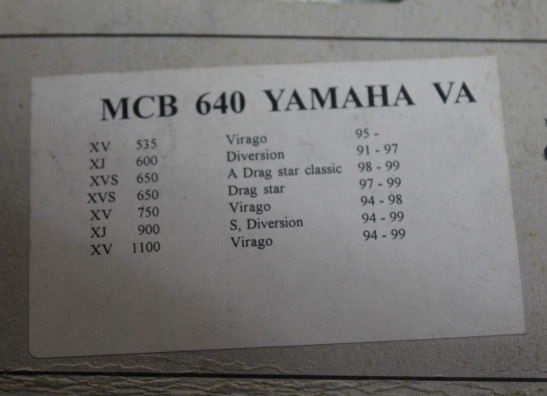 MCB 640 YAMAHA VA
XV 535 Virago 95 -
XJ 600 Diversion 91 - 97
XVS 650 A Drag star classic 98 - 99
XVS 650 Drag star 97 - 99
XV 750 Virago 94 - 98
XJ 900 S, Diversion 94 - 99
XV 1100 Virago 94 - 99